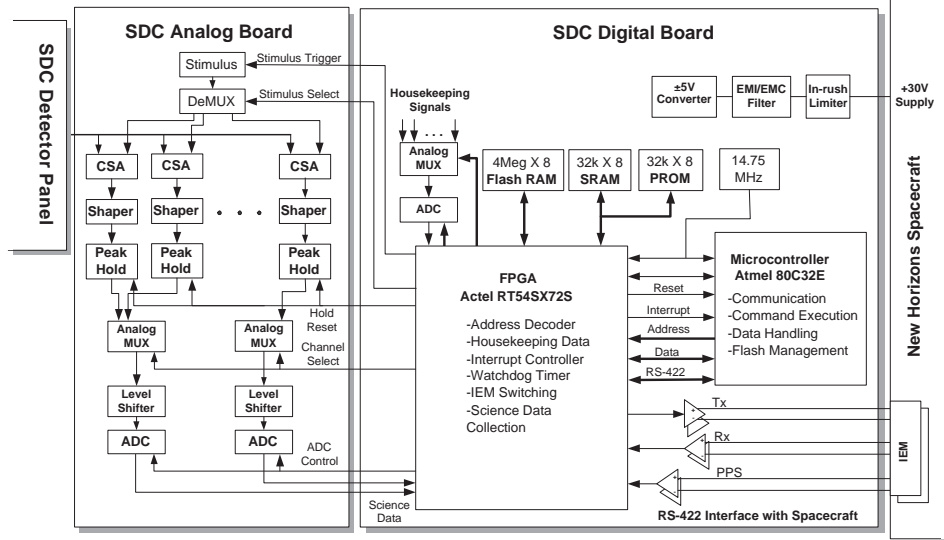 SDC Detector Panel
SDC Analog Board
Stimulus
DeMUX
CSA
CSA
CSA
Shaper
Shaper
. . . .
Shaper
Peak
Hold
Peak
Hold
Peak
Hold
Analog
MUX
Analog
MUX
Level
Shifter
Level
Shifter
ADC
ADC
Stimulus Trigger
Stimulus Select
Hold
Reset
Channel
Select
ADC
Control
Science
Data
SDC Digital Board
Housekeeping
Signals
. . .
Analog
MUX
ADC
4Meg X 8
Flash RAM
32k X 8
SRAM
32k X 8
PROM
14.75
MHz
±5V
Converter
EMI/EMC
Filter
In-rush
Limiter
+30V
Supply
FPGA
Actel RT54SX72S
-Address Decoder
-Housekeeping Data
-Interrupt Controller
-Watchdog Timer
-IEM Switching
-Science Data
Collection
Reset
Interrupt
Address
Data
RS-422
Microcontroller
Atmel 80C32E
-Communication
-Command Execution
-Data Handling
-Flash Management
Tx
+
-
Rx
+
-
PPS
+
-
RS-422 Interface with Spacecraft
IEM
New Horizons Spacecraft